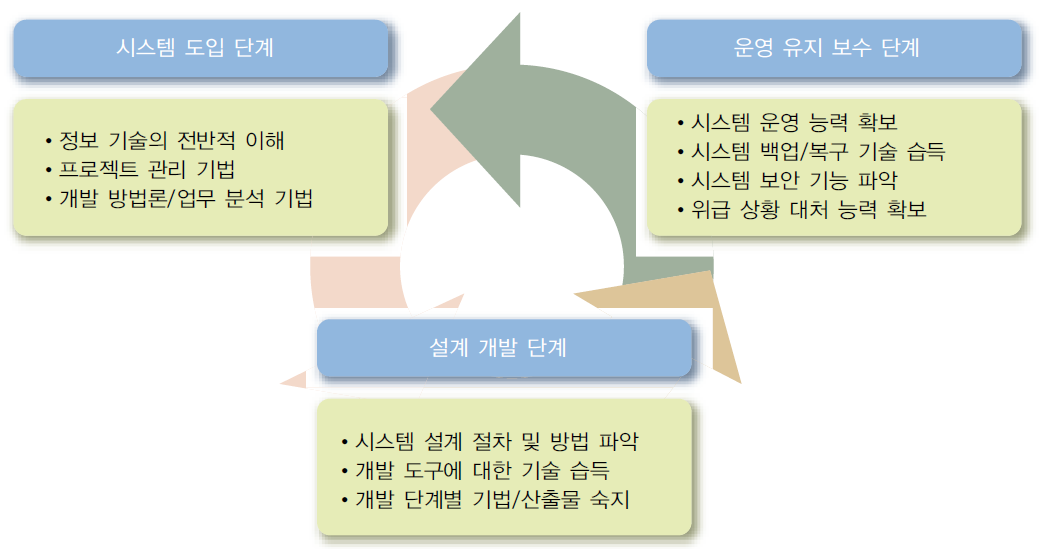 시스템 도입 단계
• 정보 기술의 전반적 이해
• 프로젝트 관리 기법
• 개발 방법론/업무 분석 기법
운영 유지 보수 단계
• 시스템 운영 능력 확보
• 시스템 백업/복구 기술 습득
• 시스템 보안 기능 파악
• 위급 상황 대처 능력 확보
설계 개발 단계
• 시스템 설계 절차 및 방법 파악
• 개발 도구에 대한 기술 습득
• 개발 단계별 기법/산출물 숙지